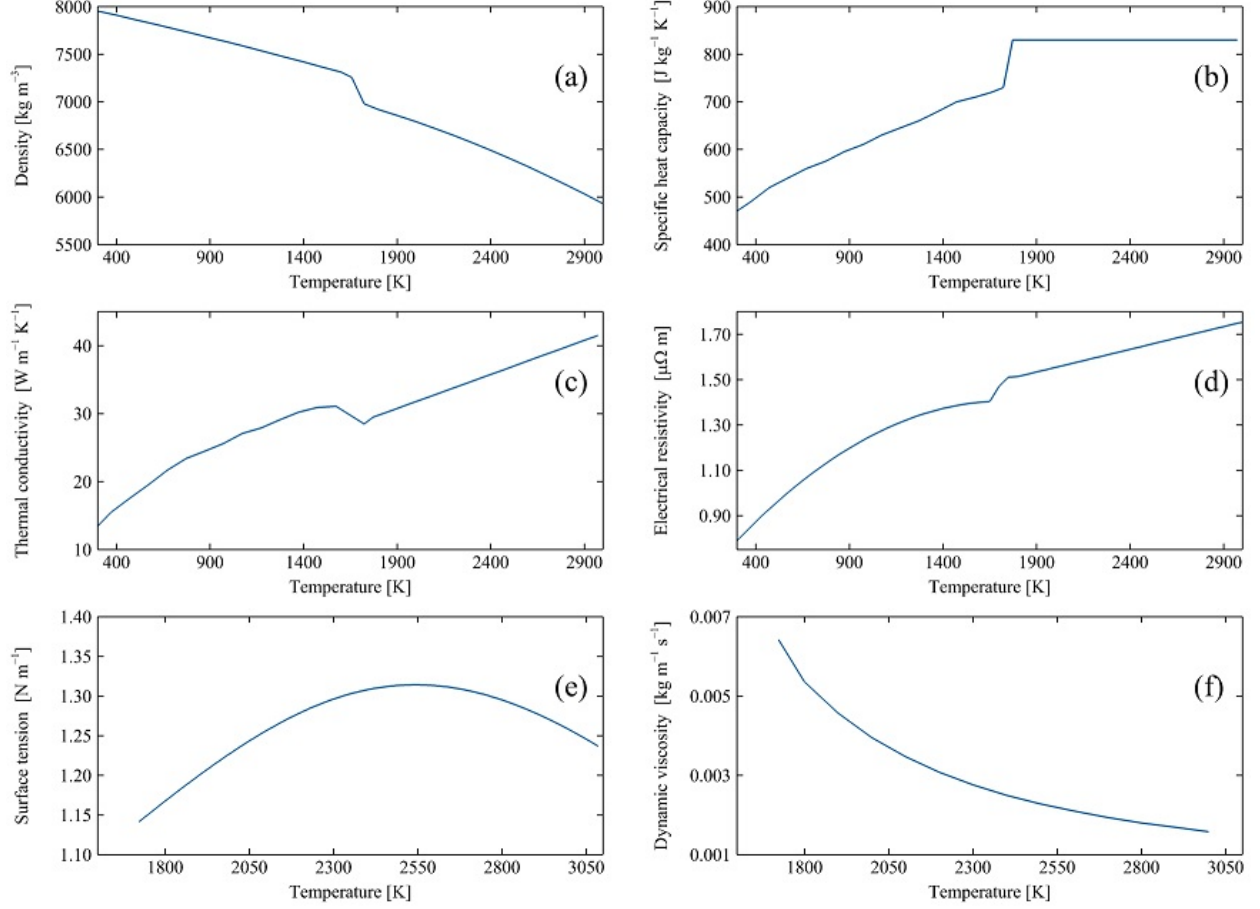 8000
7500
7000
6500
6000
5500
Density [kg m⁻³]
(a)
400 900 1400 1900 2400 2900
Temperature [K]
900
800
700
600
500
400
Specific heat capacity [J kg⁻¹ K⁻¹]
(b)
400 900 1400 1900 2400 2900
Temperature [K]
40
30
20
10
Thermal conductivity [W m⁻¹ K⁻¹]
(c)
400 900 1400 1900 2400 2900
Temperature [K]
1.70
1.50
1.30
1.10
0.90
Electrical resistivity [μΩ m]
(d)
400 900 1400 1900 2400 2900
Temperature [K]
1.40
1.35
1.30
1.25
1.20
1.15
1.10
Surface tension [N m⁻¹]
(e)
1800 2050 2300 2550 2800 3050
Temperature [K]
0.007
0.005
0.003
0.001
Dynamic viscosity [kg m⁻¹ s⁻¹]
(f)
1800 2050 2300 2550 2800 3050
Temperature [K]